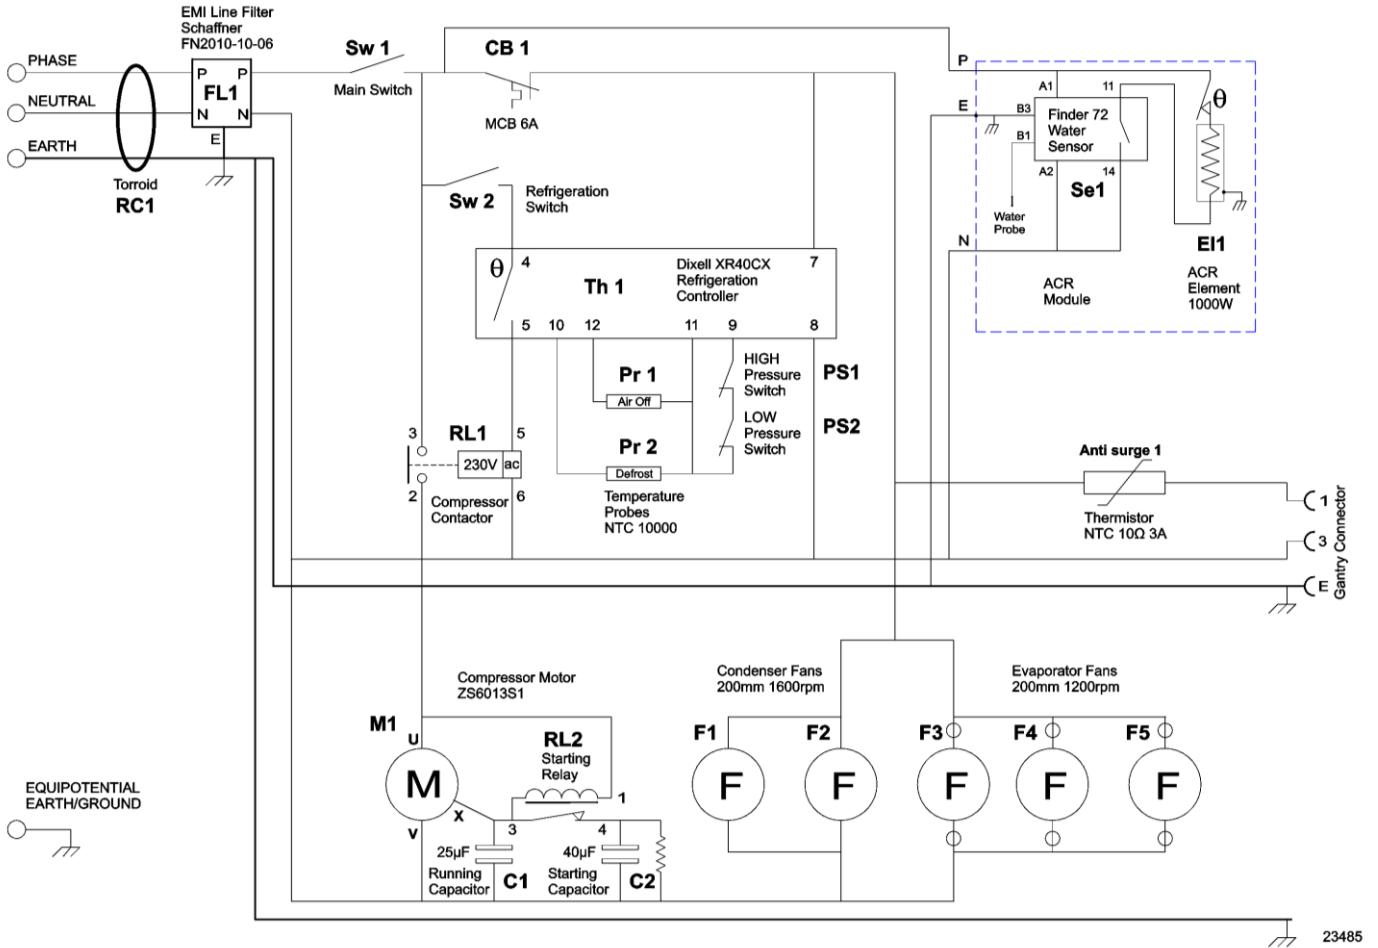 EMI Line Filter
Schaffner
FN2010-10-06
PHASE
NEUTRAL
EARTH
P P
FL1
N N
E
Torroid
RC1
Sw 1
Main Switch
CB 1
MCB 6A
Sw 2
Refrigeration
Switch
θ
4
Th 1
Dixell XR40CX
Refrigeration
Controller
7
5 10 12 11 9 8
Pr 1
Air Off
Pr 2
Defrost
Temperature
Probes
NTC 10000
HIGH
Pressure
Switch
PS1
LOW
Pressure
Switch
PS2
3
RL1
5
230V ac
2
6
Compressor
Contactor
P
E
N
A1
11
B3
B1
Finder 72
Water
Sensor
A2
14
Se1
Water
Probe
θ
El1
ACR
Element
1000W
ACR
Module
Anti surge 1
Thermistor
NTC 10Ω 3A
1
3
E
Gantry Connector
Compressor Motor
ZS6013S1
M1
U
M
V
X
RL2
Starting
Relay
1
3
4
25µF
Running
Capacitor
C1
40µF
Starting
Capacitor
C2
Condenser Fans
200mm 1600rpm
Evaporator Fans
200mm 1200rpm
F1 F2 F3 F4 F5
F F F F F
EQUIPOTENTIAL
EARTH/GROUND
23485